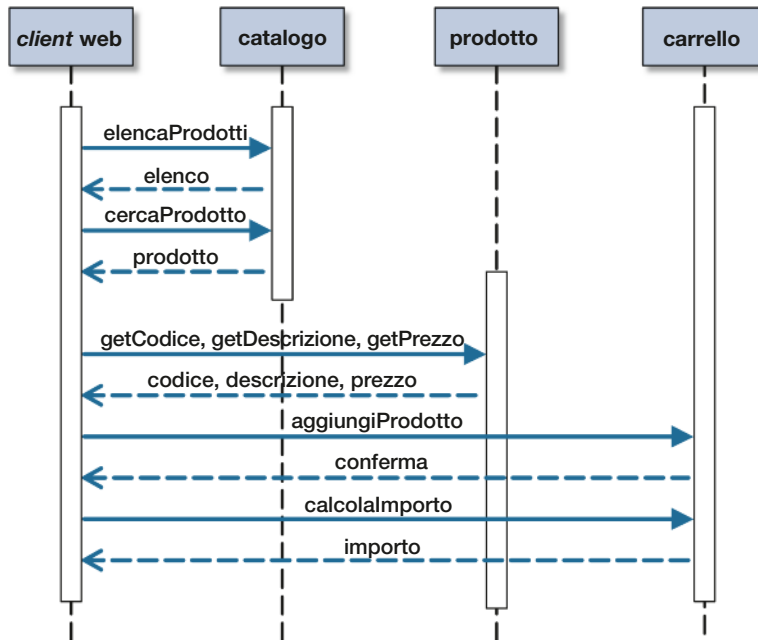 client web
catalogo
prodotto
carrello
elencaProdotti
elenco
cercaProdotto
prodotto
getCodice, getDescrizione, getPrezzo
codice, descrizione, prezzo
aggiungiProdotto
conferma
calcolaImporto
importo